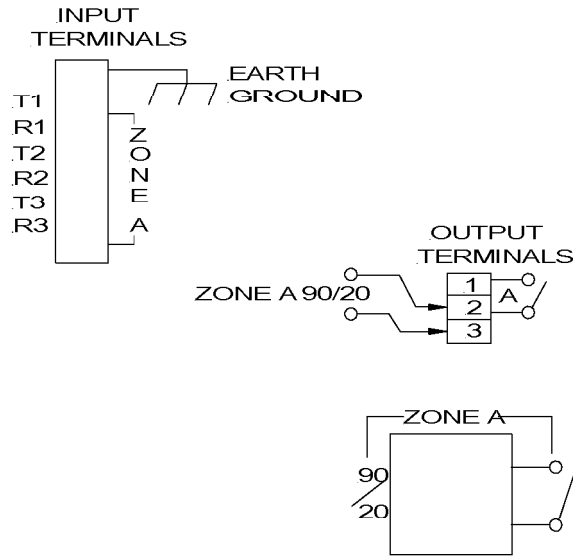 INPUT
TERMINALS
EARTH
GROUND
T1
R1
T2
R2
T3
R3
ZONE A
OUTPUT
TERMINALS
ZONE A 90/20
1
2
3
A
ZONE A
90
20